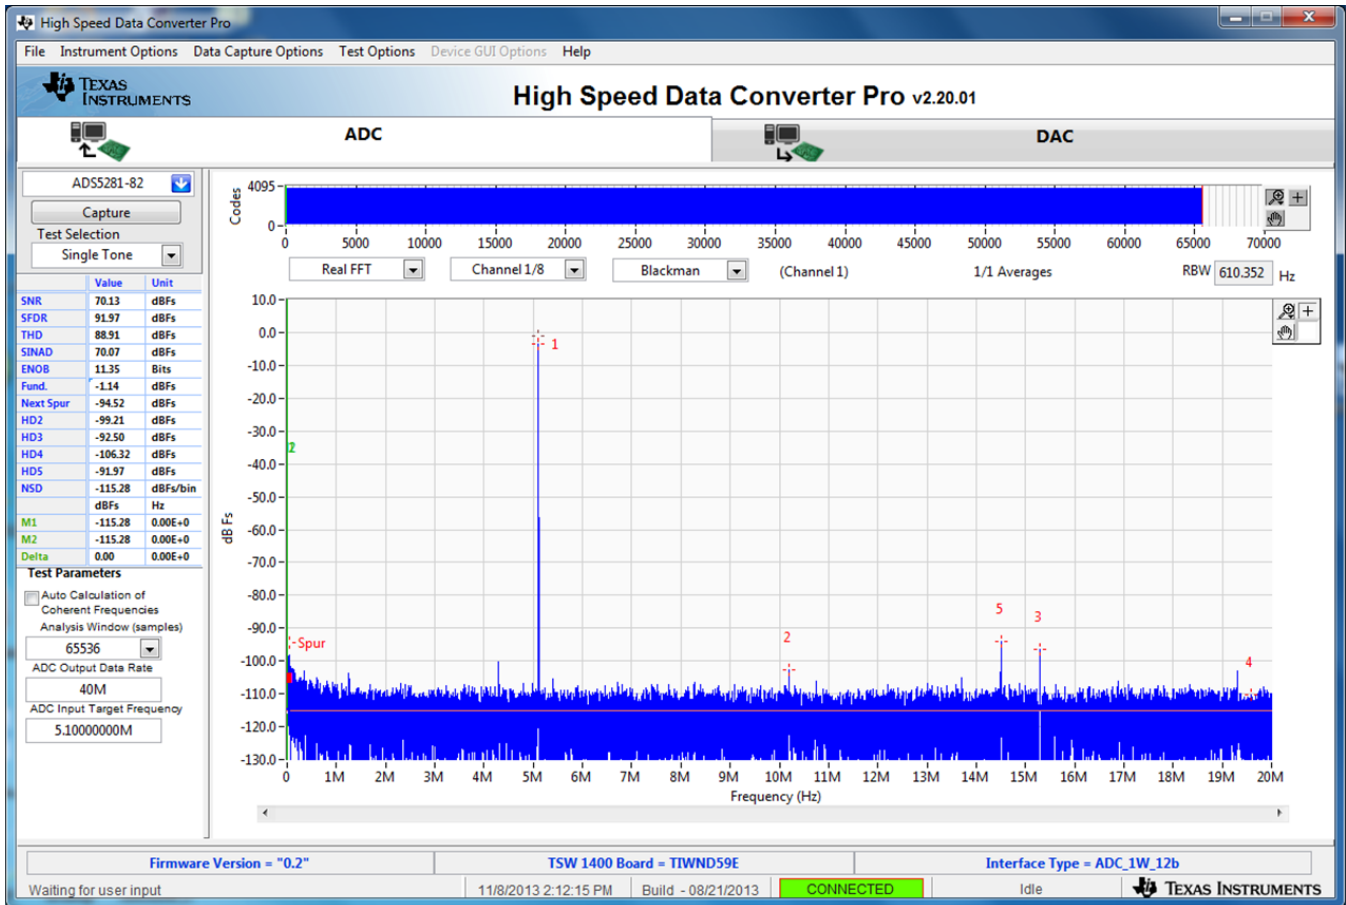 High Speed Data Converter Pro
File Instrument Options Data Capture Options Test Options Device GUI Options Help
TEXAS INSTRUMENTS
High Speed Data Converter Pro v2.20.01
ADC
DAC
ADS5281-82
Capture
Test Selection
Single Tone
Value Unit
SNR 70.13 dBFs
SFDR 91.97 dBFs
THD 88.91 dBFs
SINAD 70.07 dBFs
ENOB 11.35 Bits
Fund. -1.14 dBFs
Next Spur -94.52 dBFs
HD2 -99.21 dBFs
HD3 -92.50 dBFs
HD4 -106.32 dBFs
HD5 -91.97 dBFs
NSD -115.28 dBFs/bin
dBFs Hz
M1 -115.28 0.00E+0
M2 -115.28 0.00E+0
Delta 0.00 0.00E+0
Test Parameters
Auto Calculation of
Coherent Frequencies
Analysis Window (samples)
65536
ADC Output Data Rate
40M
ADC Input Target Frequency
5.10000000M
Codes
4095
0
0 5000 10000 15000 20000 25000 30000 35000 40000 45000 50000 55000 60000 65000 70000
Real FFT Channel 1/8 Blackman (Channel 1) 1/1 Averages RBW 610.352 Hz
dBFs
10.0
0.0
-10.0
-20.0
-30.0
-40.0
-50.0
-60.0
-70.0
-80.0
-90.0
-100.0
-110.0
-120.0
-130.0
1
2
Spur
2
5
3
4
0 1M 2M 3M 4M 5M 6M 7M 8M 9M 10M 11M 12M 13M 14M 15M 16M 17M 18M 19M 20M
Frequency (Hz)
Firmware Version = "0.2" TSW 1400 Board = TIWND59E Interface Type = ADC_1W_12b
Waiting for user input 11/8/2013 2:12:15 PM Build - 08/21/2013 CONNECTED Idle TEXAS INSTRUMENTS